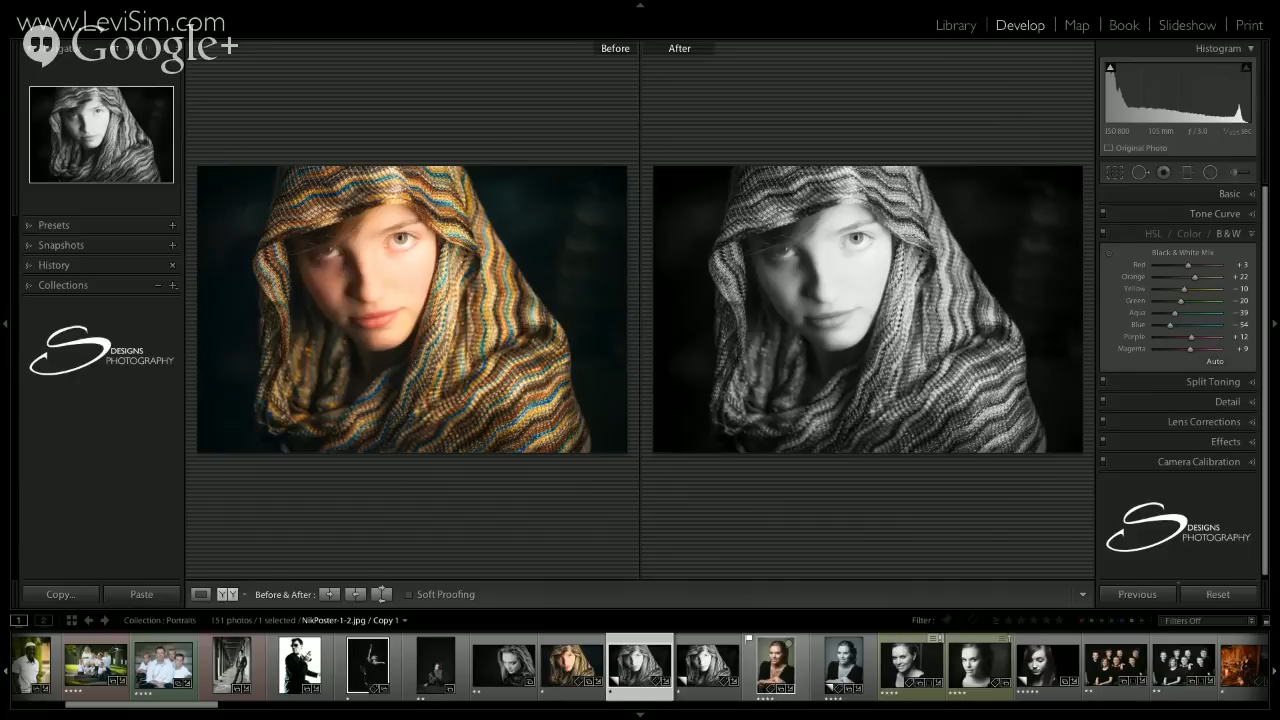 www.LeviSim.com
Google+
Library | Develop | Map | Book | Slideshow | Print
Before After
Histogram
ISO 800 105 mm ƒ / 3.0
Original Photo
Basic
Tone Curve
HSL / Color / B & W
Black & White Mix
Red + 3
Orange + 22
Yellow - 10
Green - 20
Aqua - 39
Blue - 54
Purple + 12
Magenta + 9
Auto
Split Toning
Detail
Lens Corrections
Effects
Camera Calibration
S DESIGNS
PHOTOGRAPHY
Previous Reset
Presets
Snapshots
History
Collections
S DESIGNS
PHOTOGRAPHY
Copy... Paste
Y Y Before & After : Soft Proofing
1 2 Collection : Portraits 151 photos / 1 selected / NikPoster-1-2.jpg / Copy 1
Filter : Filters Off